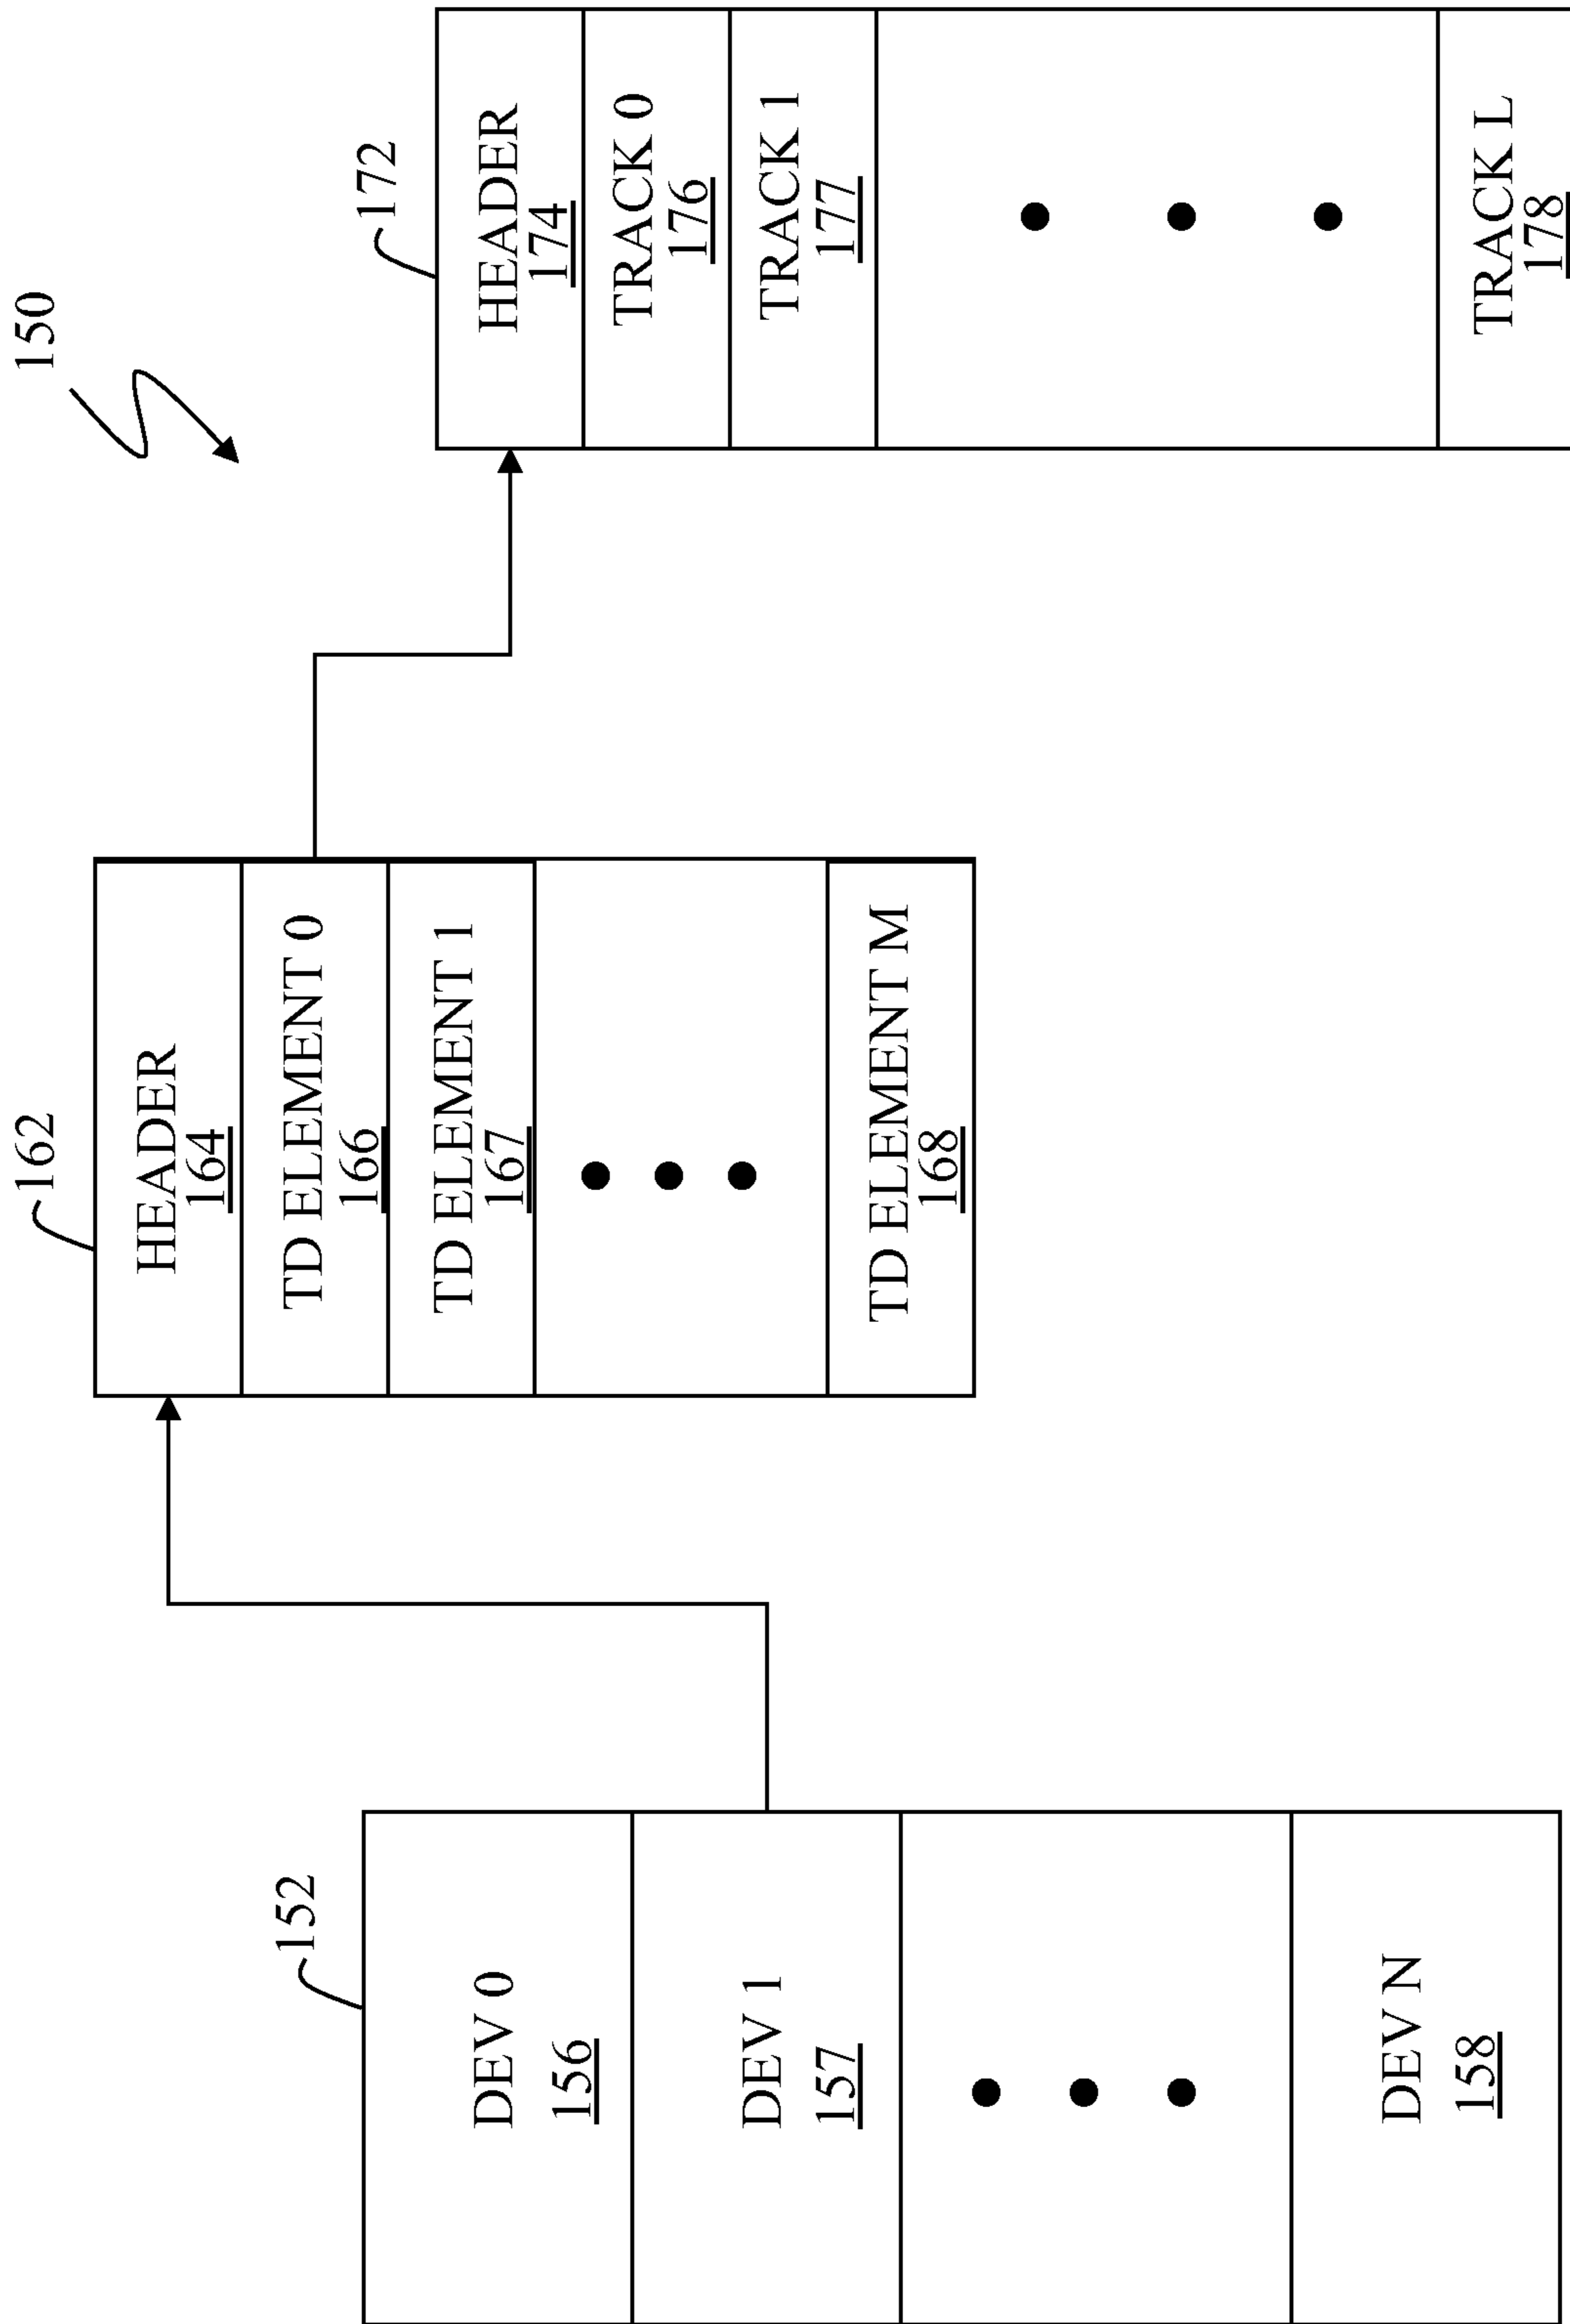 150
152
DEV 0
156
DEV 1
157
DEV N
158
162
HEADER
164
TD ELEMENT 0
166
TD ELEMENT 1
167
TD ELEMENT M
168
172
HEADER
174
TRACK 0
176
TRACK 1
177
TRACK L
178